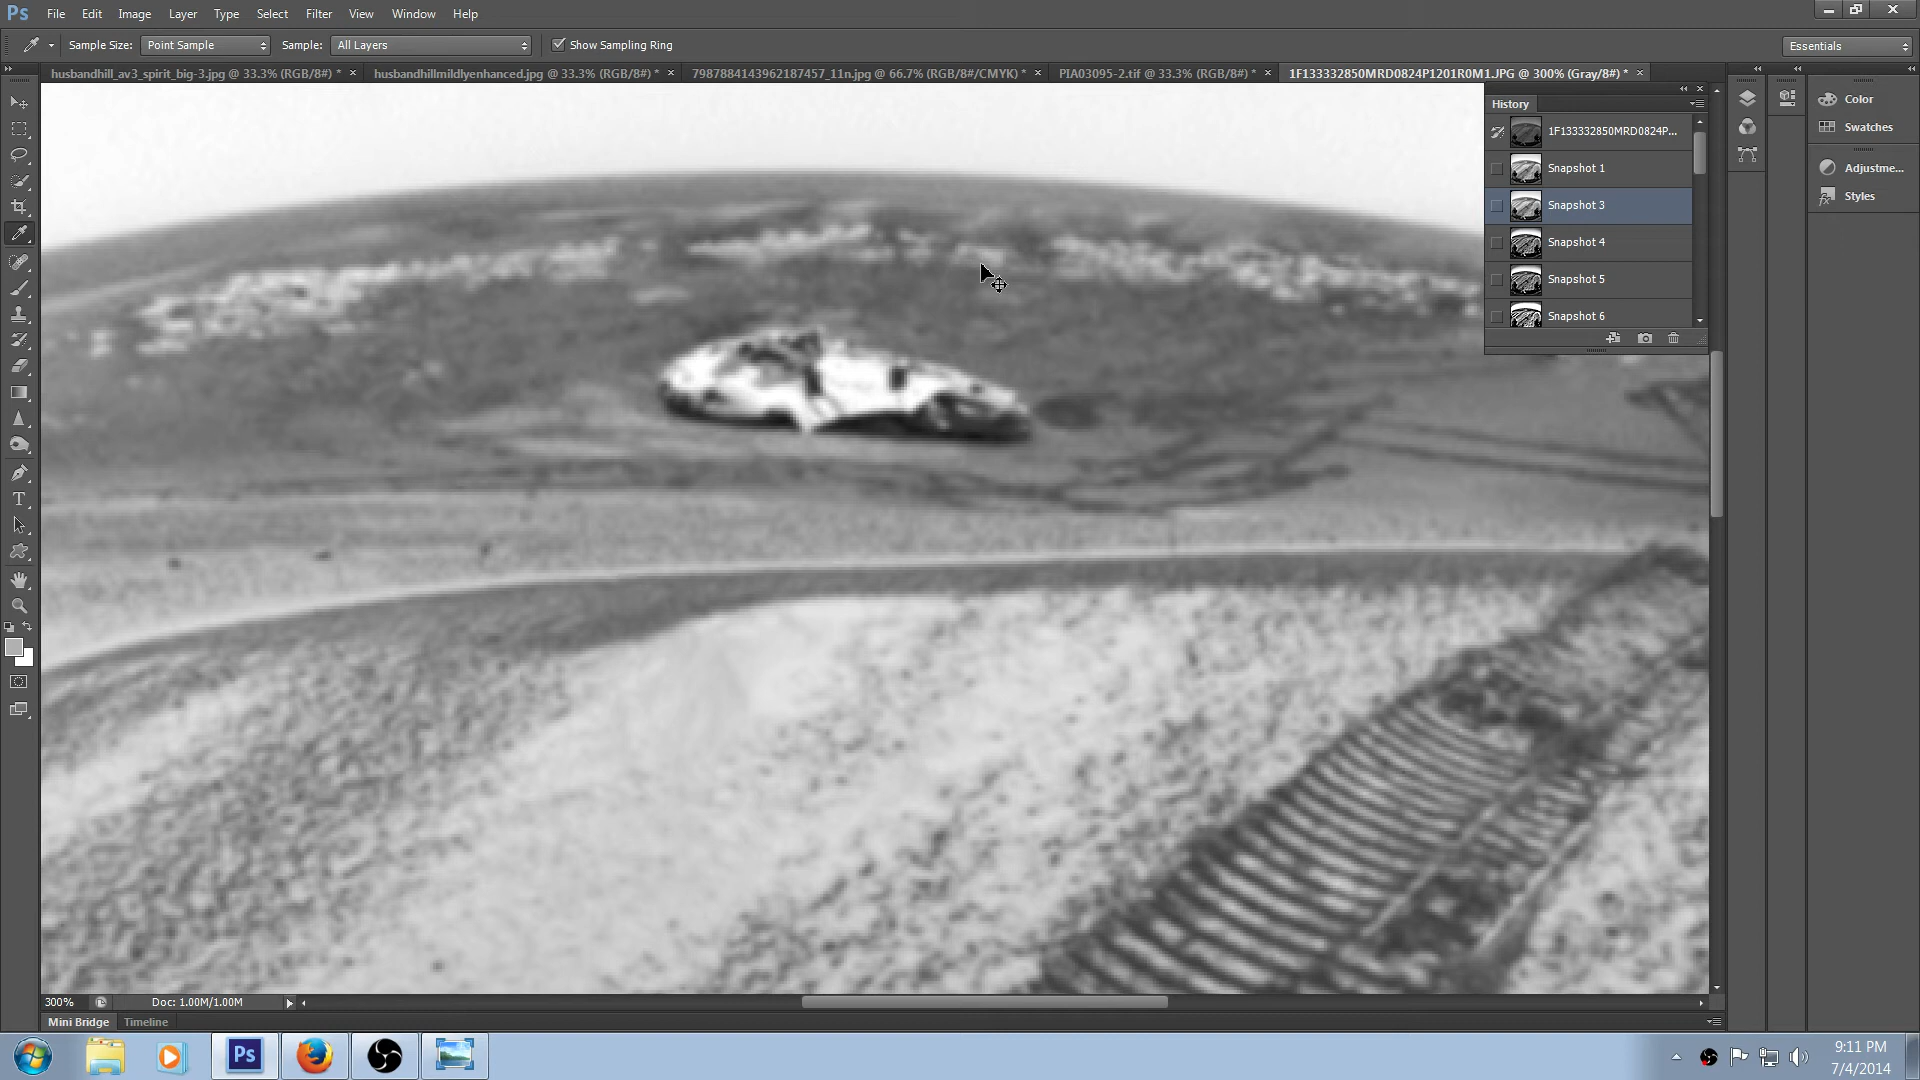 Ps File Edit Image Layer Type Select Filter View Window Help
Sample Size: Point Sample Sample: All Layers Show Sampling Ring Essentials
husbandhill_av3_spirit_big-3.jpg @ 33.3% (RGB/8#) * × husbandhillmildlyenhanced.jpg @ 33.3% (RGB/8#) * × 7987884143962187457_11n.jpg @ 66.7% (RGB/8#/CMYK) * × PIA03095-2.tif @ 33.3% (RGB/8#) * × 1F133332850MRD0824P1201R0M1.JPG @ 300% (Gray/8#) * ×
History
1F133332850MRD0824P...
Snapshot 1
Snapshot 3
Snapshot 4
Snapshot 5
Snapshot 6
Color
Swatches
Adjustme...
Styles
300% Doc: 1.00M/1.00M
Mini Bridge Timeline
Ps
9:11 PM
7/4/2014